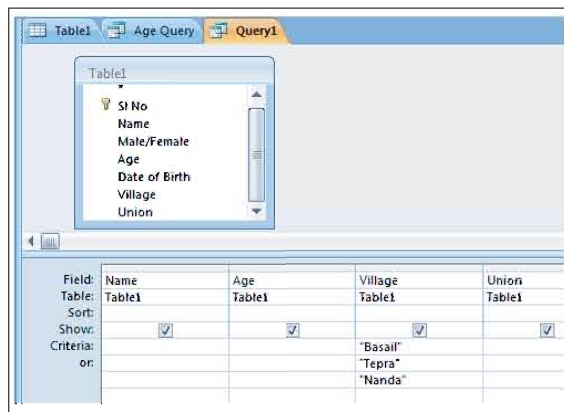 Table1 Age Query Query1
Table1
*
Sl No
Name
Male/Female
Age
Date of Birth
Village
Union
Field: Name Age Village Union
Table: Table1 Table1 Table1 Table1
Sort:
Show:
Criteria: "Basail"
or: "Tepra"
"Nanda"